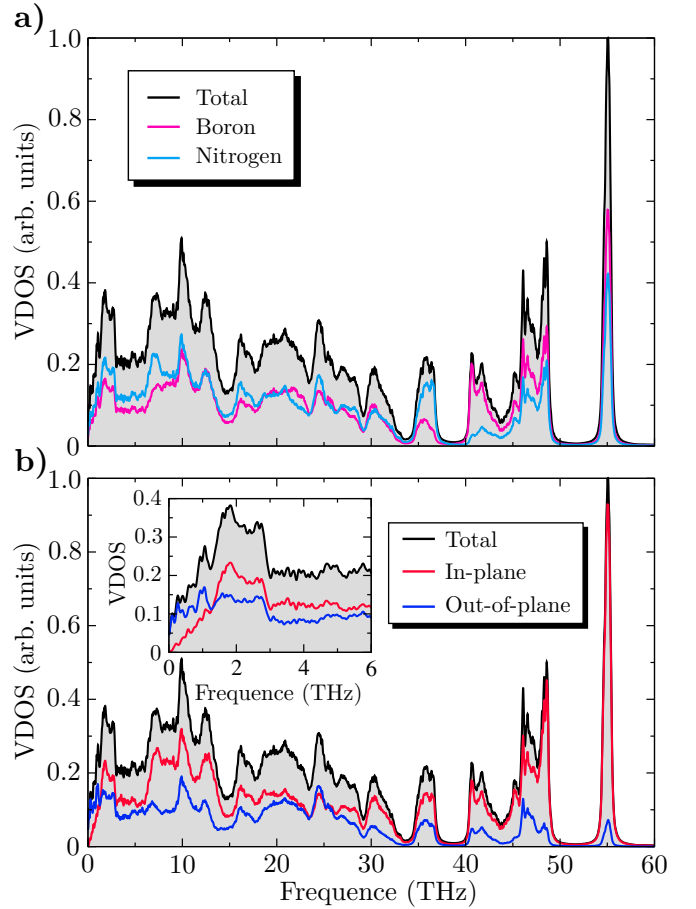 a)
VDOS (arb. units)
1.0
0.8
0.6
0.4
0.2
0
Total
Boron
Nitrogen
b)
VDOS (arb. units)
1.0
0.8
0.6
0.4
0.2
0
0 10 20 30 40 50 60
Frequence (THz)
VDOS
0.4
0.3
0.2
0.1
0
0 2 4 6
Frequence (THz)
Total
In-plane
Out-of-plane